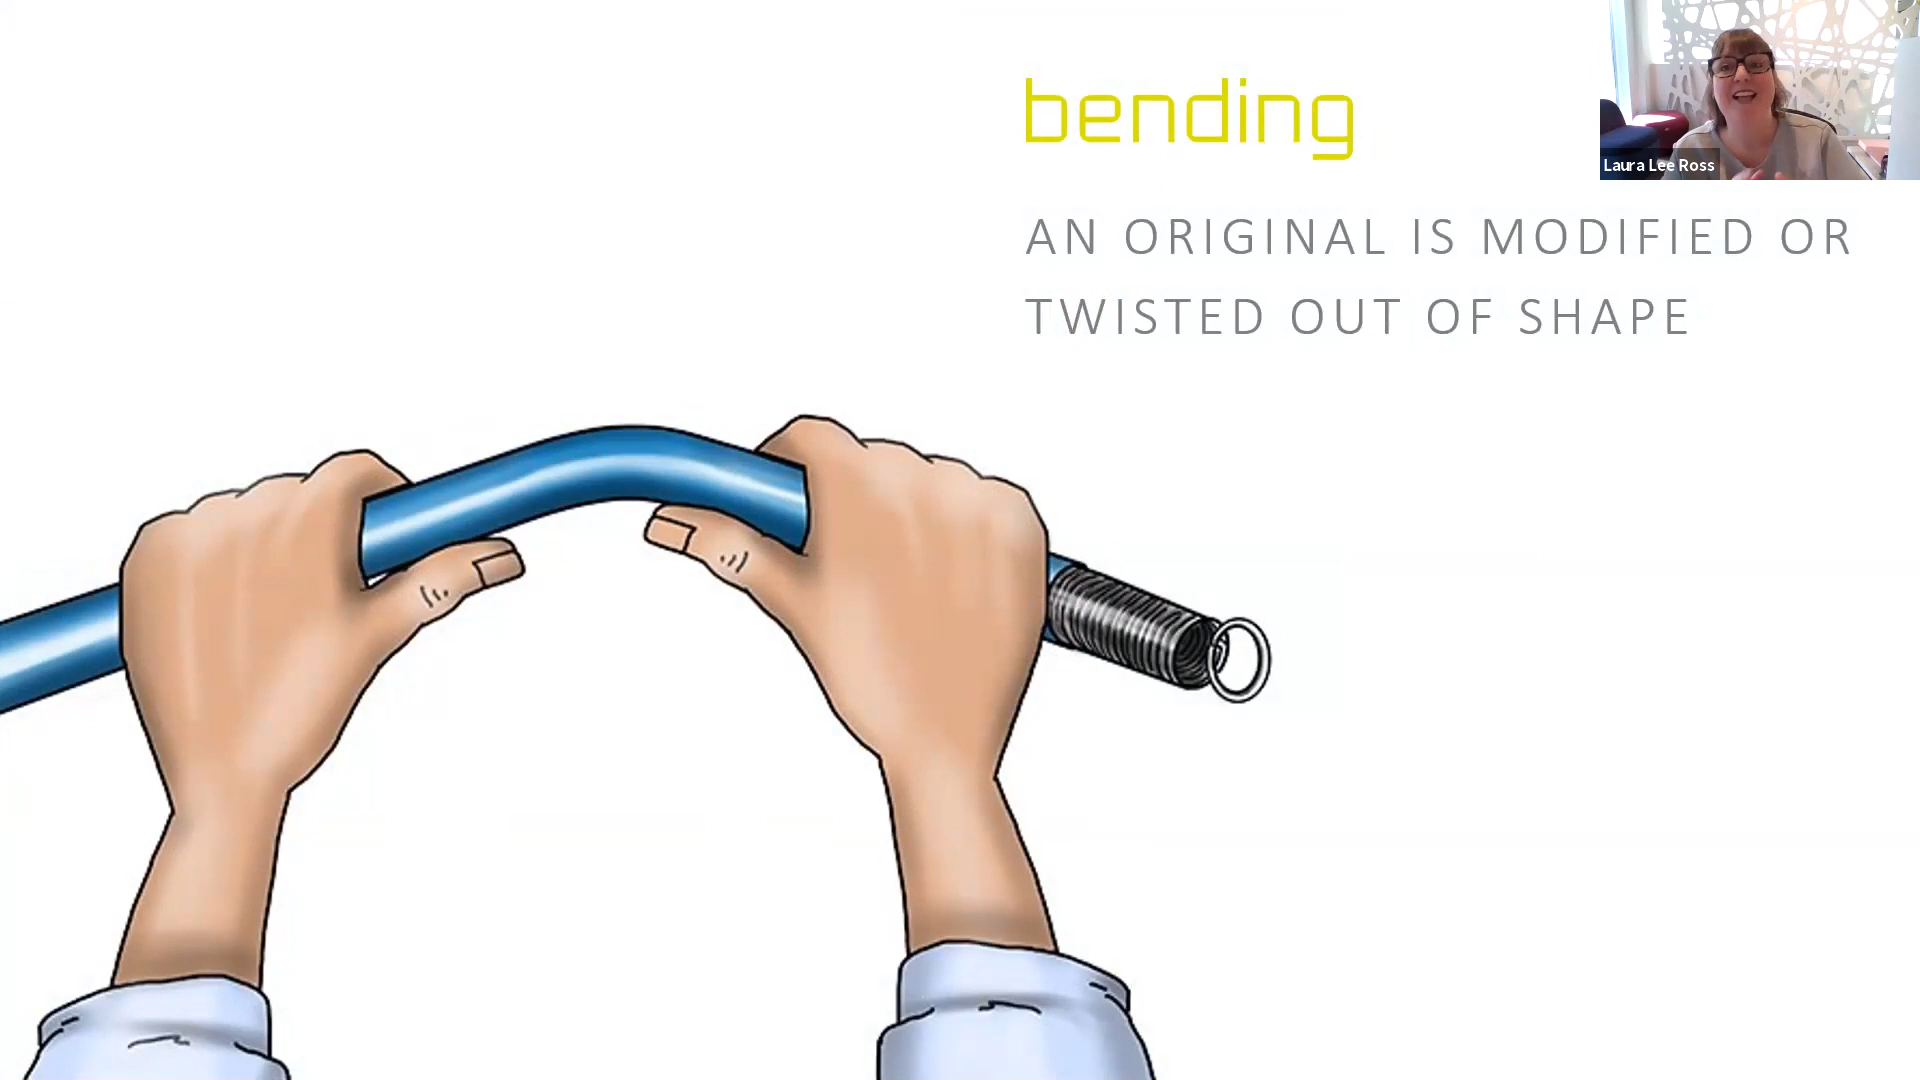 bending
Laura Lee Ross
AN ORIGINAL IS MODIFIED OR
TWISTED OUT OF SHAPE